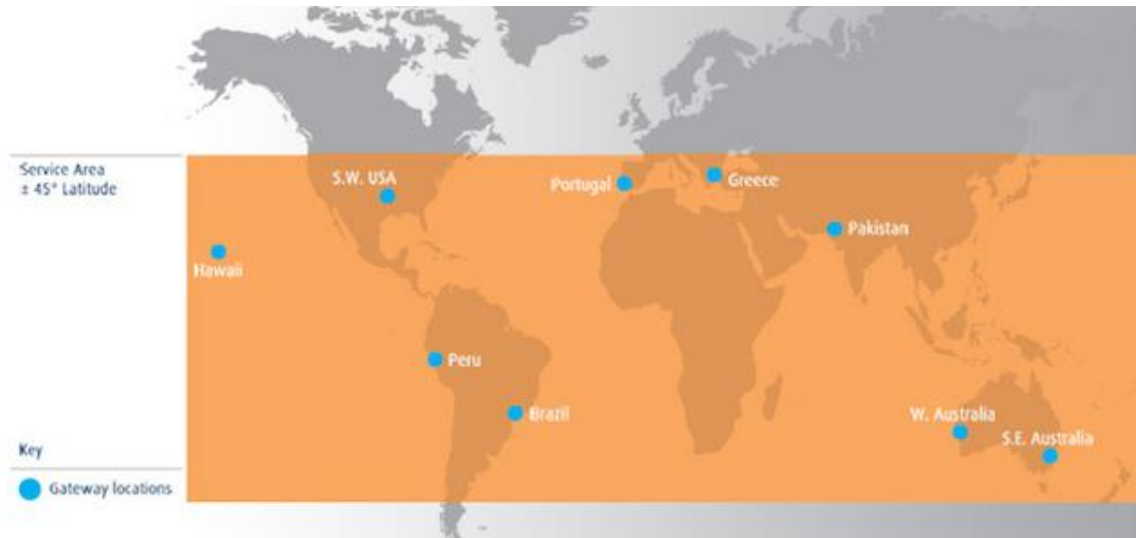 Service Area
± 45° Latitude
S.W. USA
Portugal
Greece
Pakistan
Hawaii
Peru
Brazil
W. Australia
S.E. Australia
Key
Gateway locations